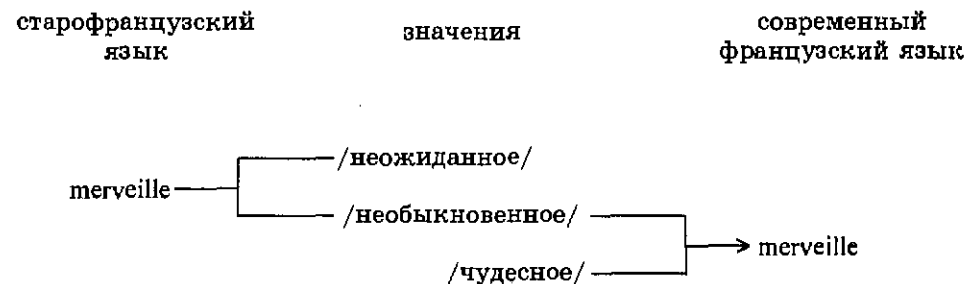 старофранцузский
язык
значения
современный
французский язык
/неожиданное/
merveille
/необыкновенное/
merveille
/чудесное/